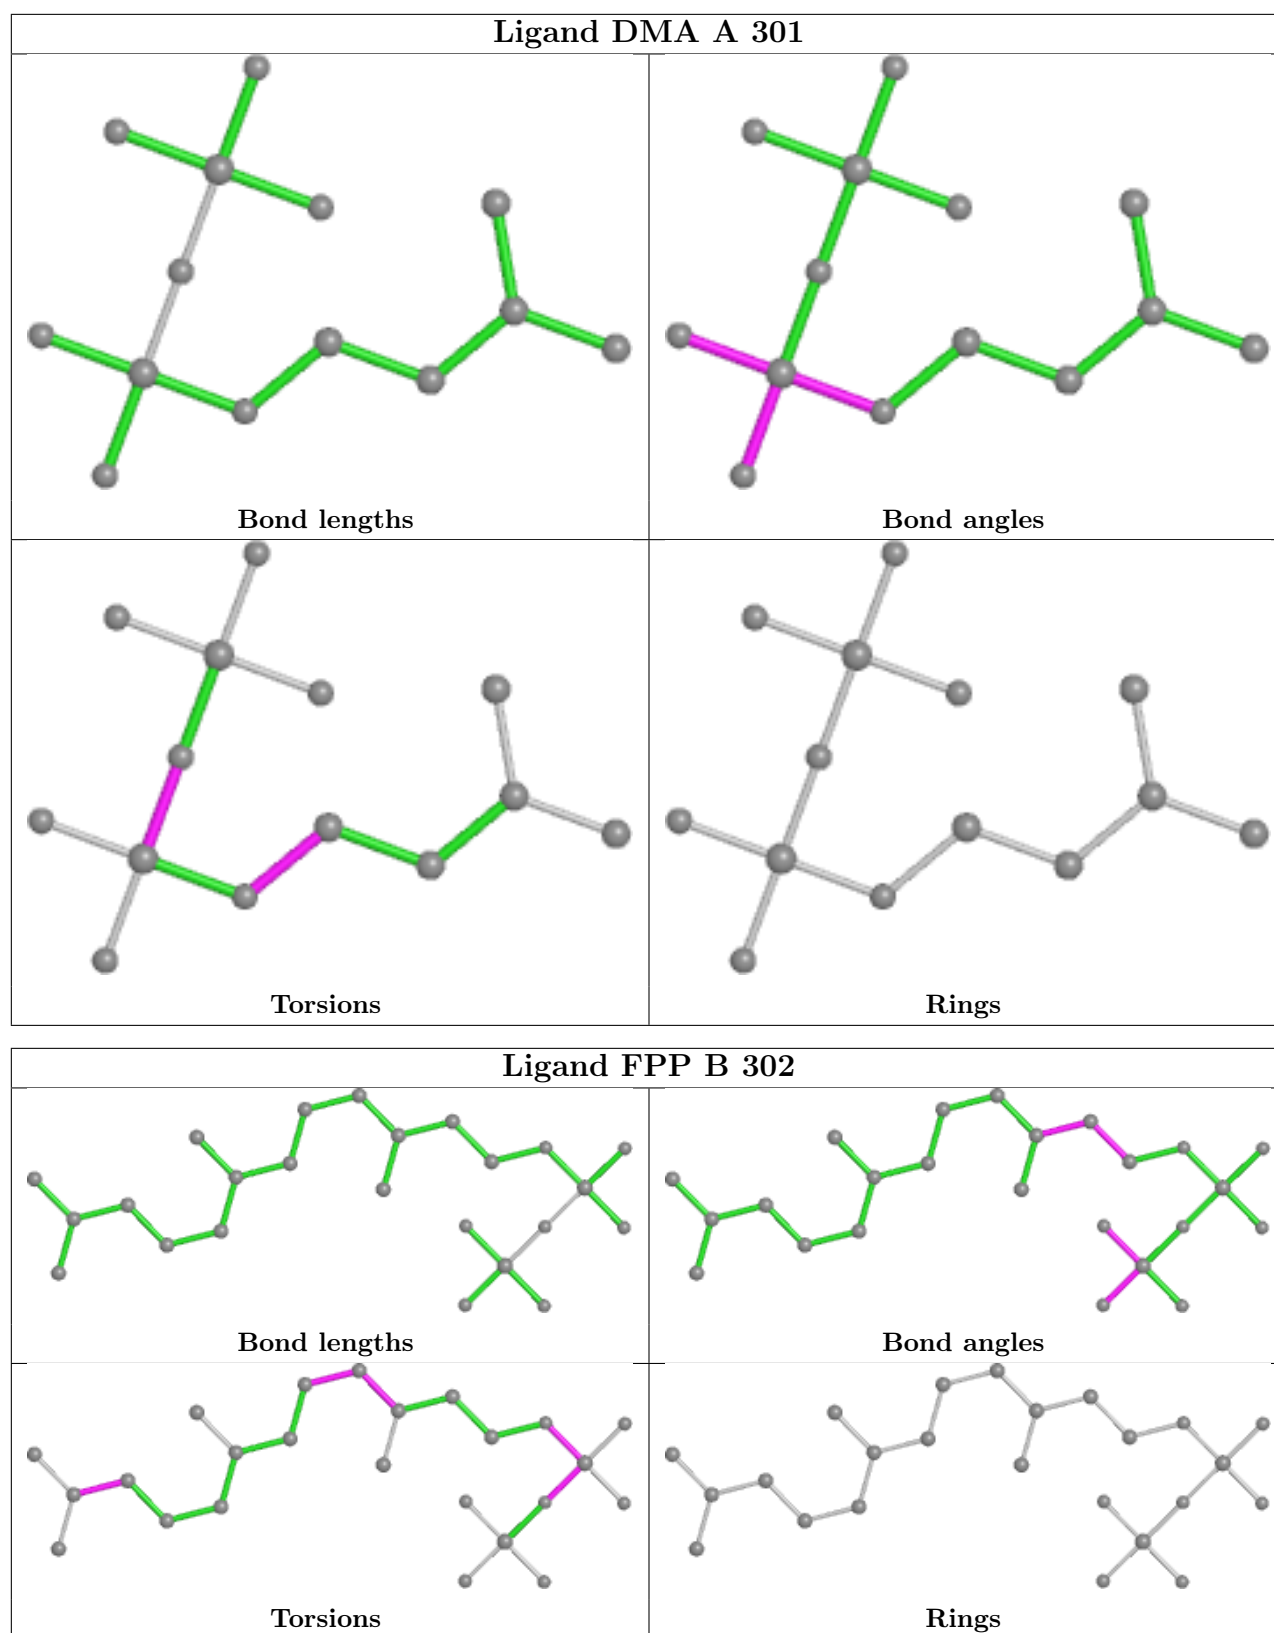 Ligand DMA A 301
Bond lengths
Bond angles
Torsions
Rings
Ligand FPP B 302
Bond lengths
Bond angles
Torsions
Rings